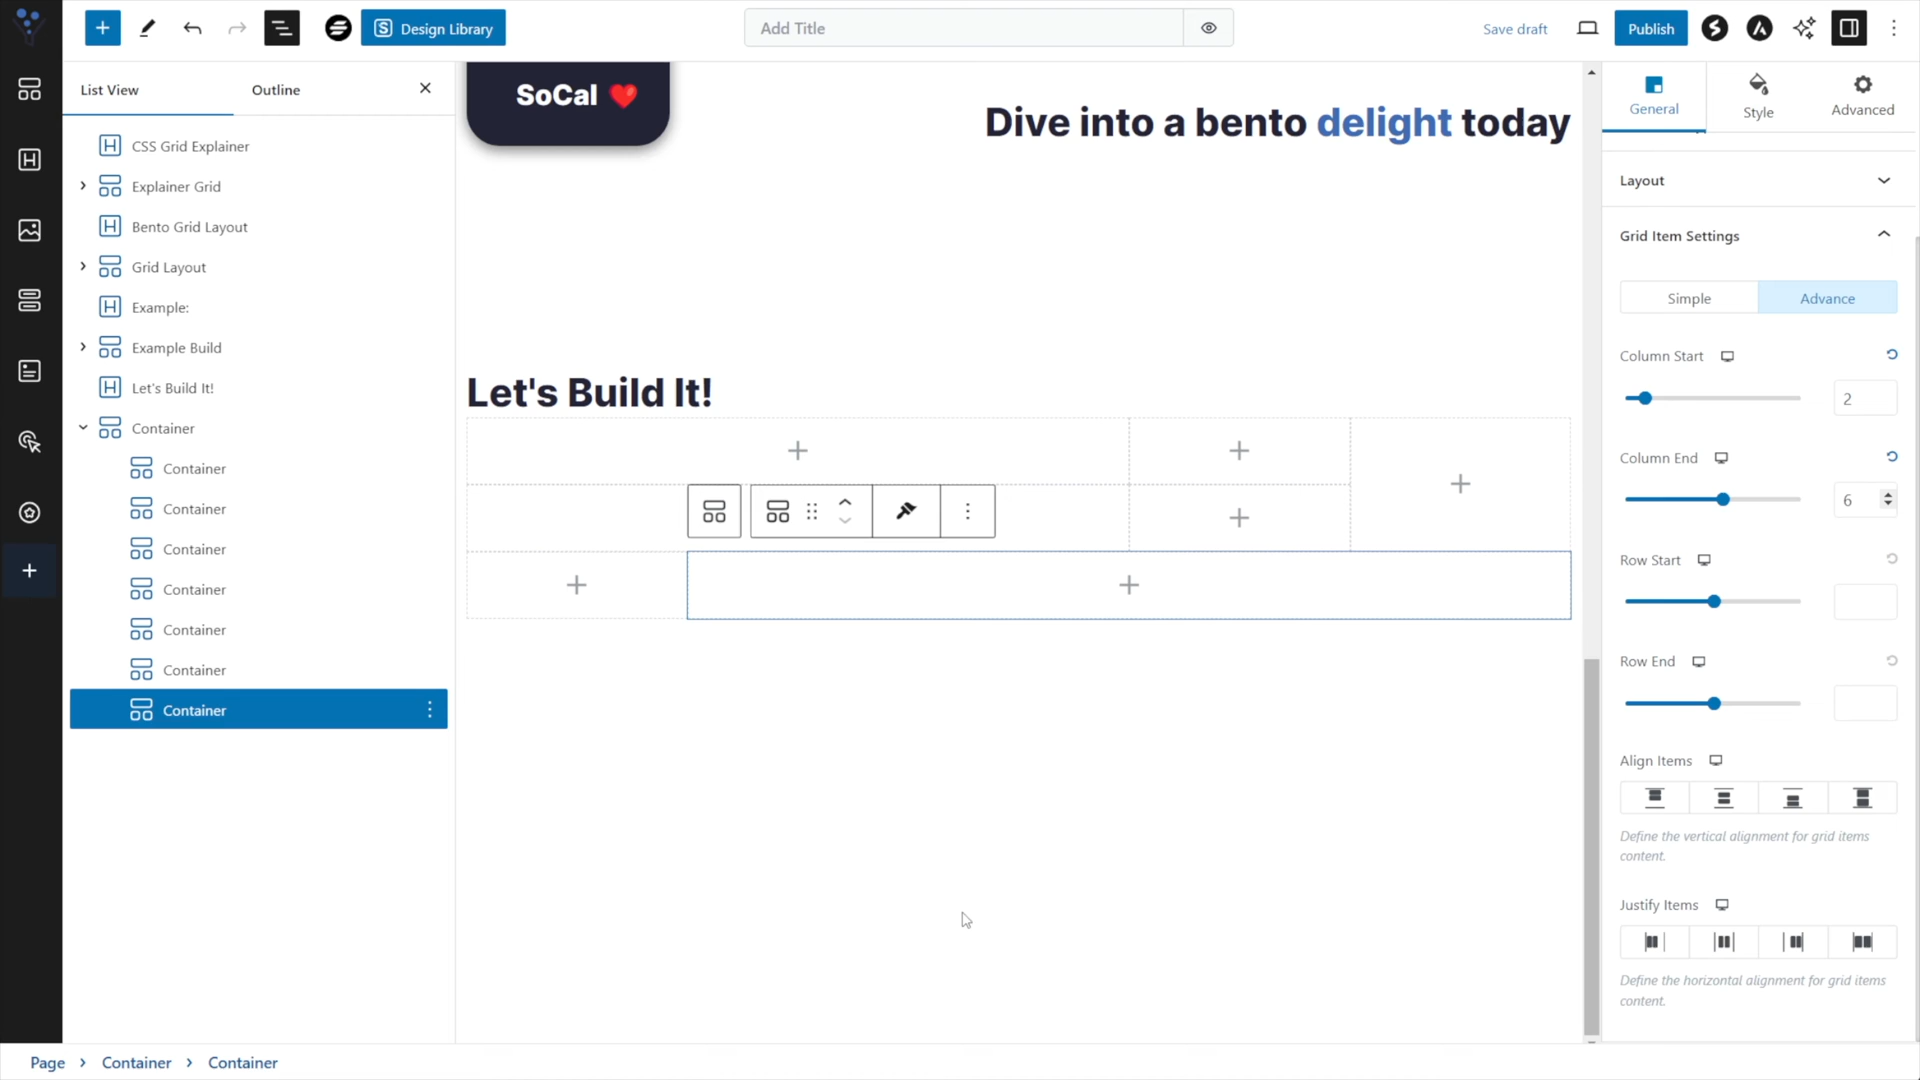 Design Library
Add Title
Save draft
Publish
List View
Outline
CSS Grid Explainer
Explainer Grid
Bento Grid Layout
Grid Layout
Example:
Example Build
Let's Build It!
Container
Container
Container
Container
Container
Container
Container
Container
SoCal ❤️
Dive into a bento delight today
Let's Build It!
General
Style
Advanced
Layout
Grid Item Settings
Simple
Advance
Column Start
2
Column End
6
Row Start
Row End
Align Items
Define the vertical alignment for grid items
content.
Justify Items
Define the horizontal alignment for grid items
content.
Page > Container > Container